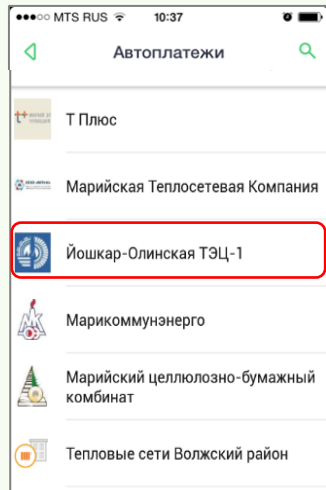 MTS RUS 10:37
Автоплатежи
Т Плюс
Марийская Теплосетевая Компания
Йошкар-Олинская ТЭЦ-1
Марикоммунэнерго
Марийский целлюлозно-бумажный
комбинат
Тепловые сети Волжский район